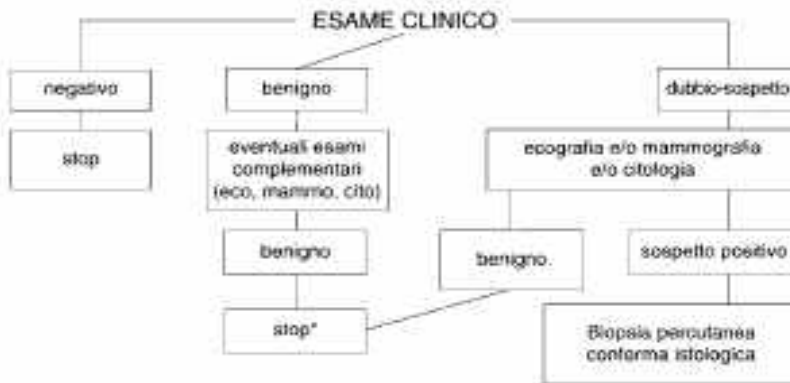 ESAME CLINICO
negativo
benigno
dubbio-sospetto
stop
eventuali esami
complementari
(eco, mammo, cito)
ecografia e/o mammografia
e/o citologia
benigno
benigno.
sospetto positivo
stop*
Biopsia percutanea
conferma istologica